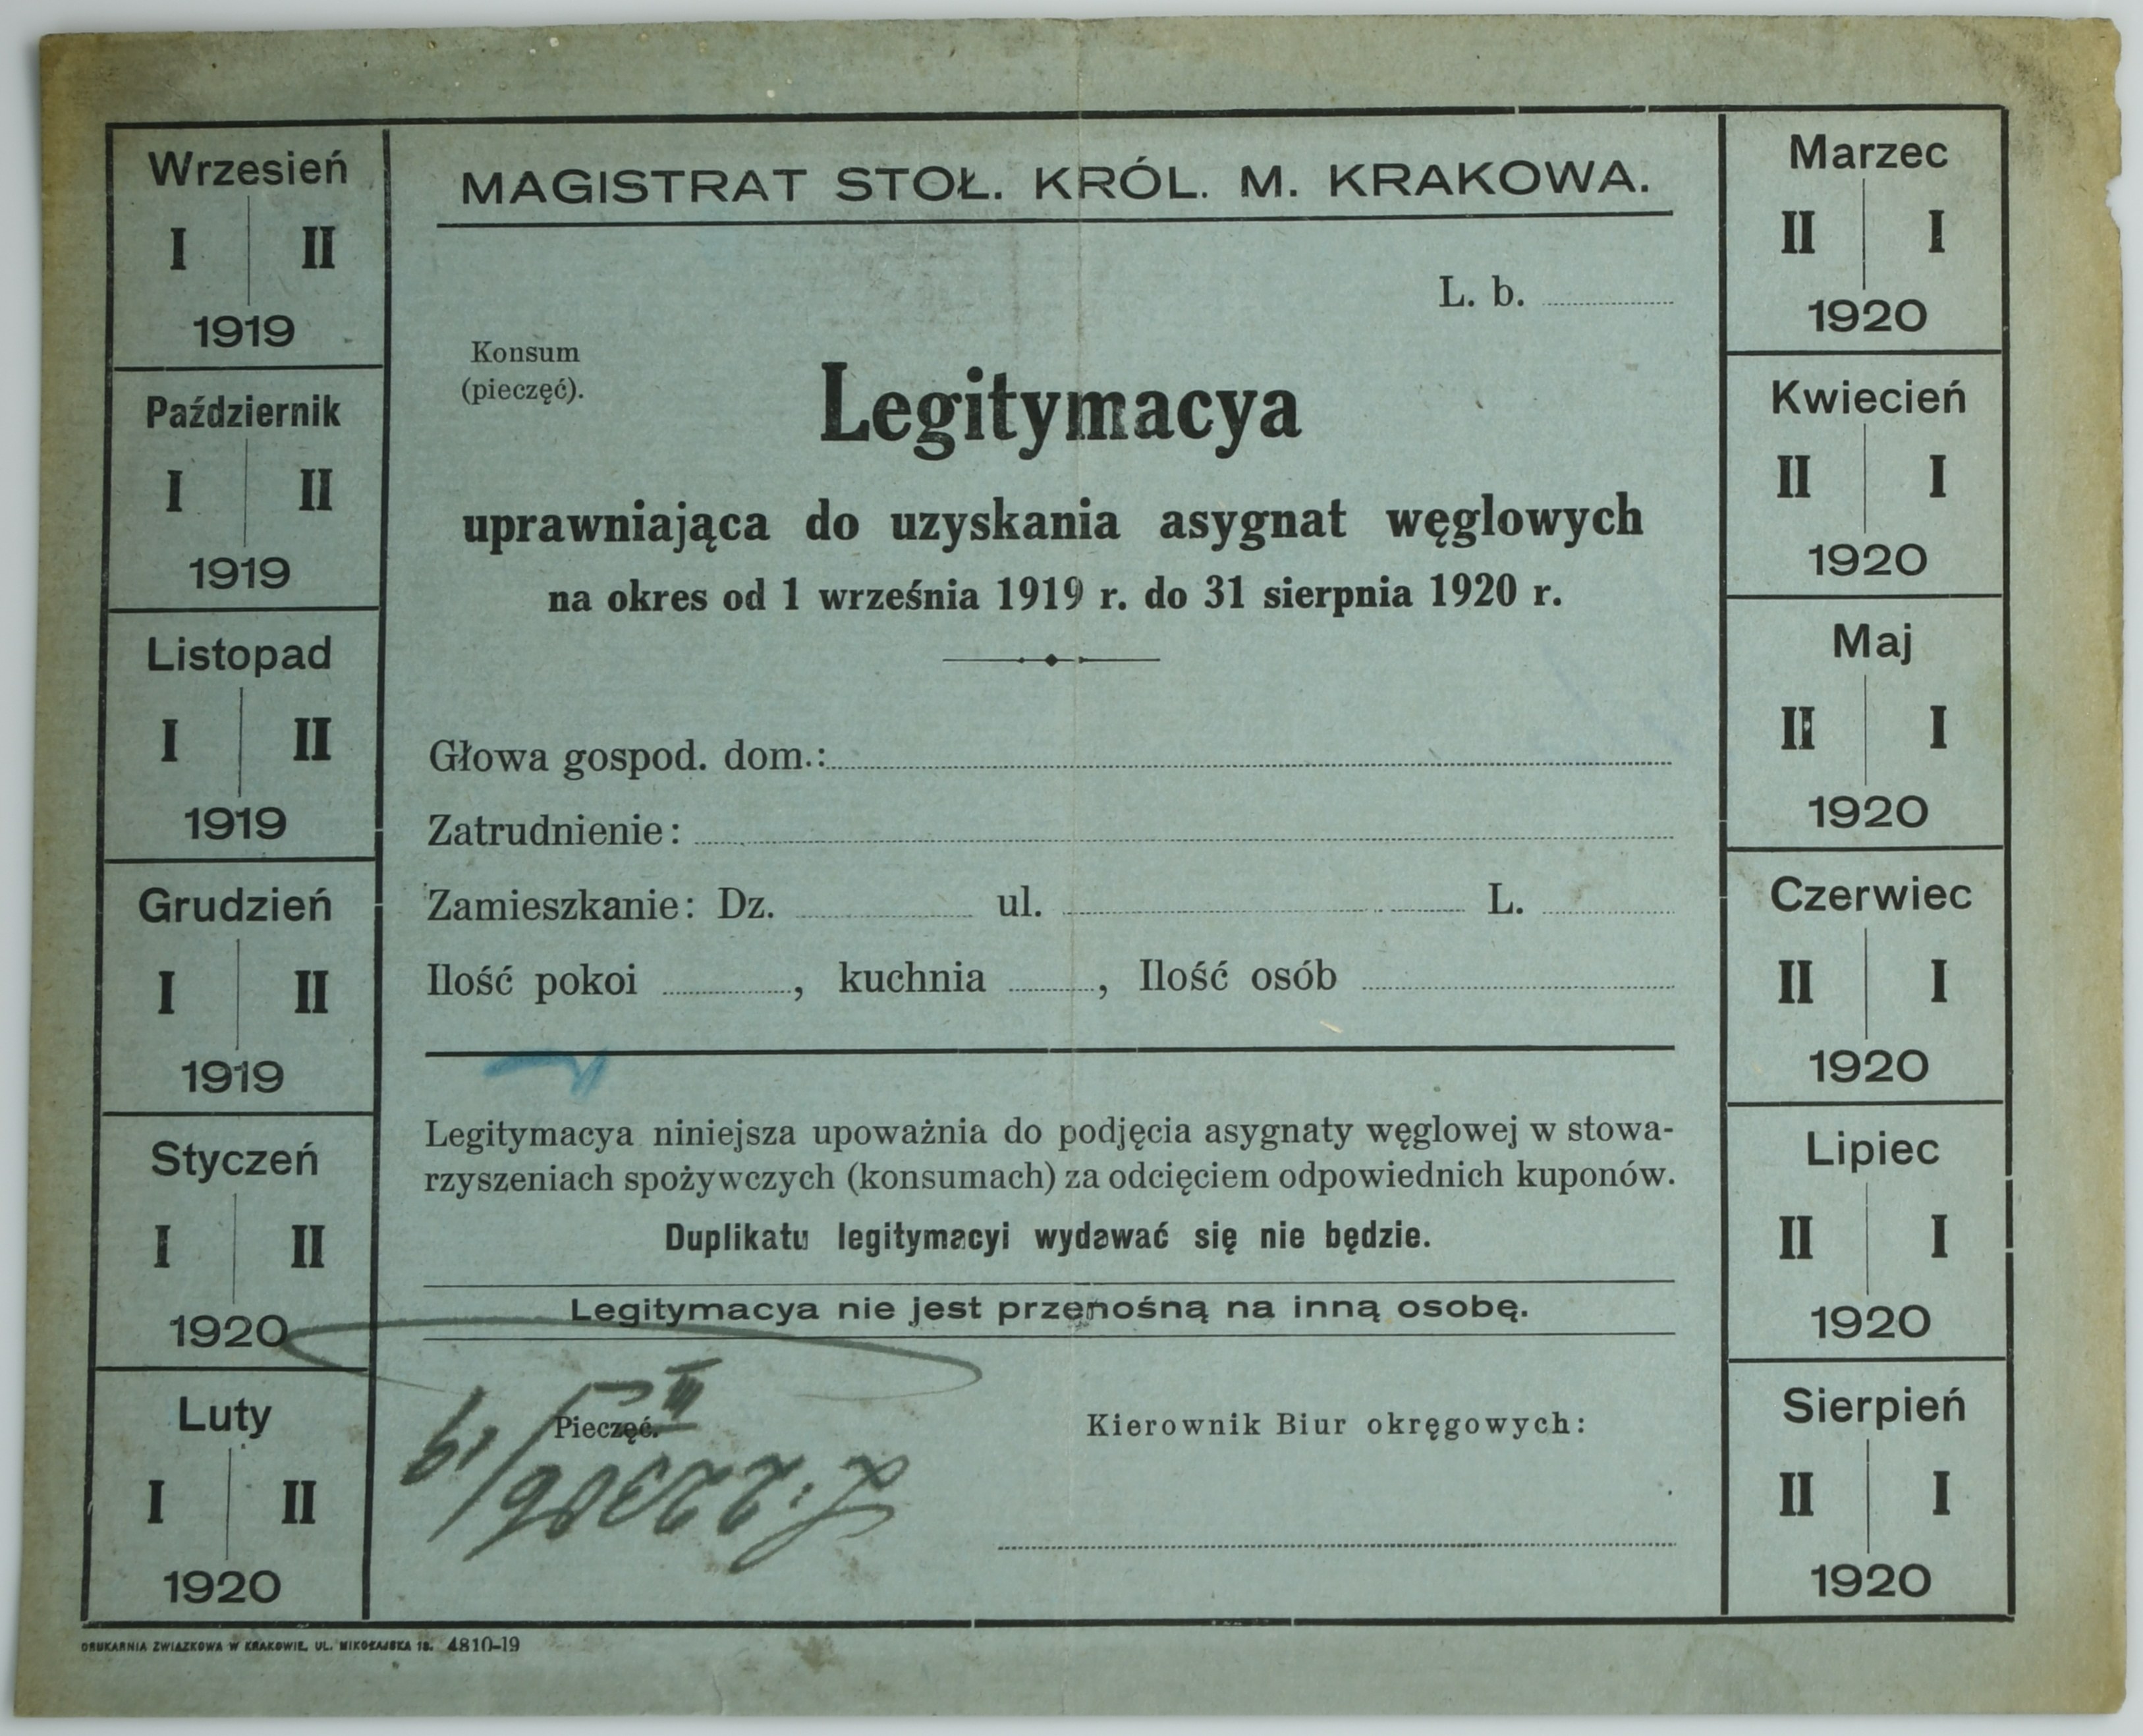 Wrzesień
I II
1919
Październik
I II
1919
Listopad
I II
1919
Grudzień
I II
1919
Styczeń
I II
1920
Luty
I II
1920
MAGISTRAT STOŁ. KRÓL. M. KRAKOWA.
L. b.
Konsum
(pieczęć).
Legitymacya
uprawniająca do uzyskania asygnat węglowych
na okres od 1 września 1919 r. do 31 sierpnia 1920 r.
Głowa gospod. dom.:
Zatrudnienie:
Zamieszkanie: Dz. ul. L.
Ilość pokoi , kuchnia , Ilość osób
Legitymacya niniejsza upoważnia do podjęcia asygnaty węglowej w stowa-
rzyszeniach spożywczych (konsumach) za odcięciem odpowiednich kuponów.
Duplikatu legitymacyi wydawać się nie będzie.
Legitymacya nie jest przenośną na inną osobę.
Pieczęć.
Kierownik Biur okręgowych:
Marzec
II I
1920
Kwiecień
II I
1920
Maj
II I
1920
Czerwiec
II I
1920
Lipiec
II I
1920
Sierpień
II I
1920
DRUKARNIA ZWIĄZKOWA W KRAKOWIE, UL. MIKOŁAJSKA 13. 4810-19